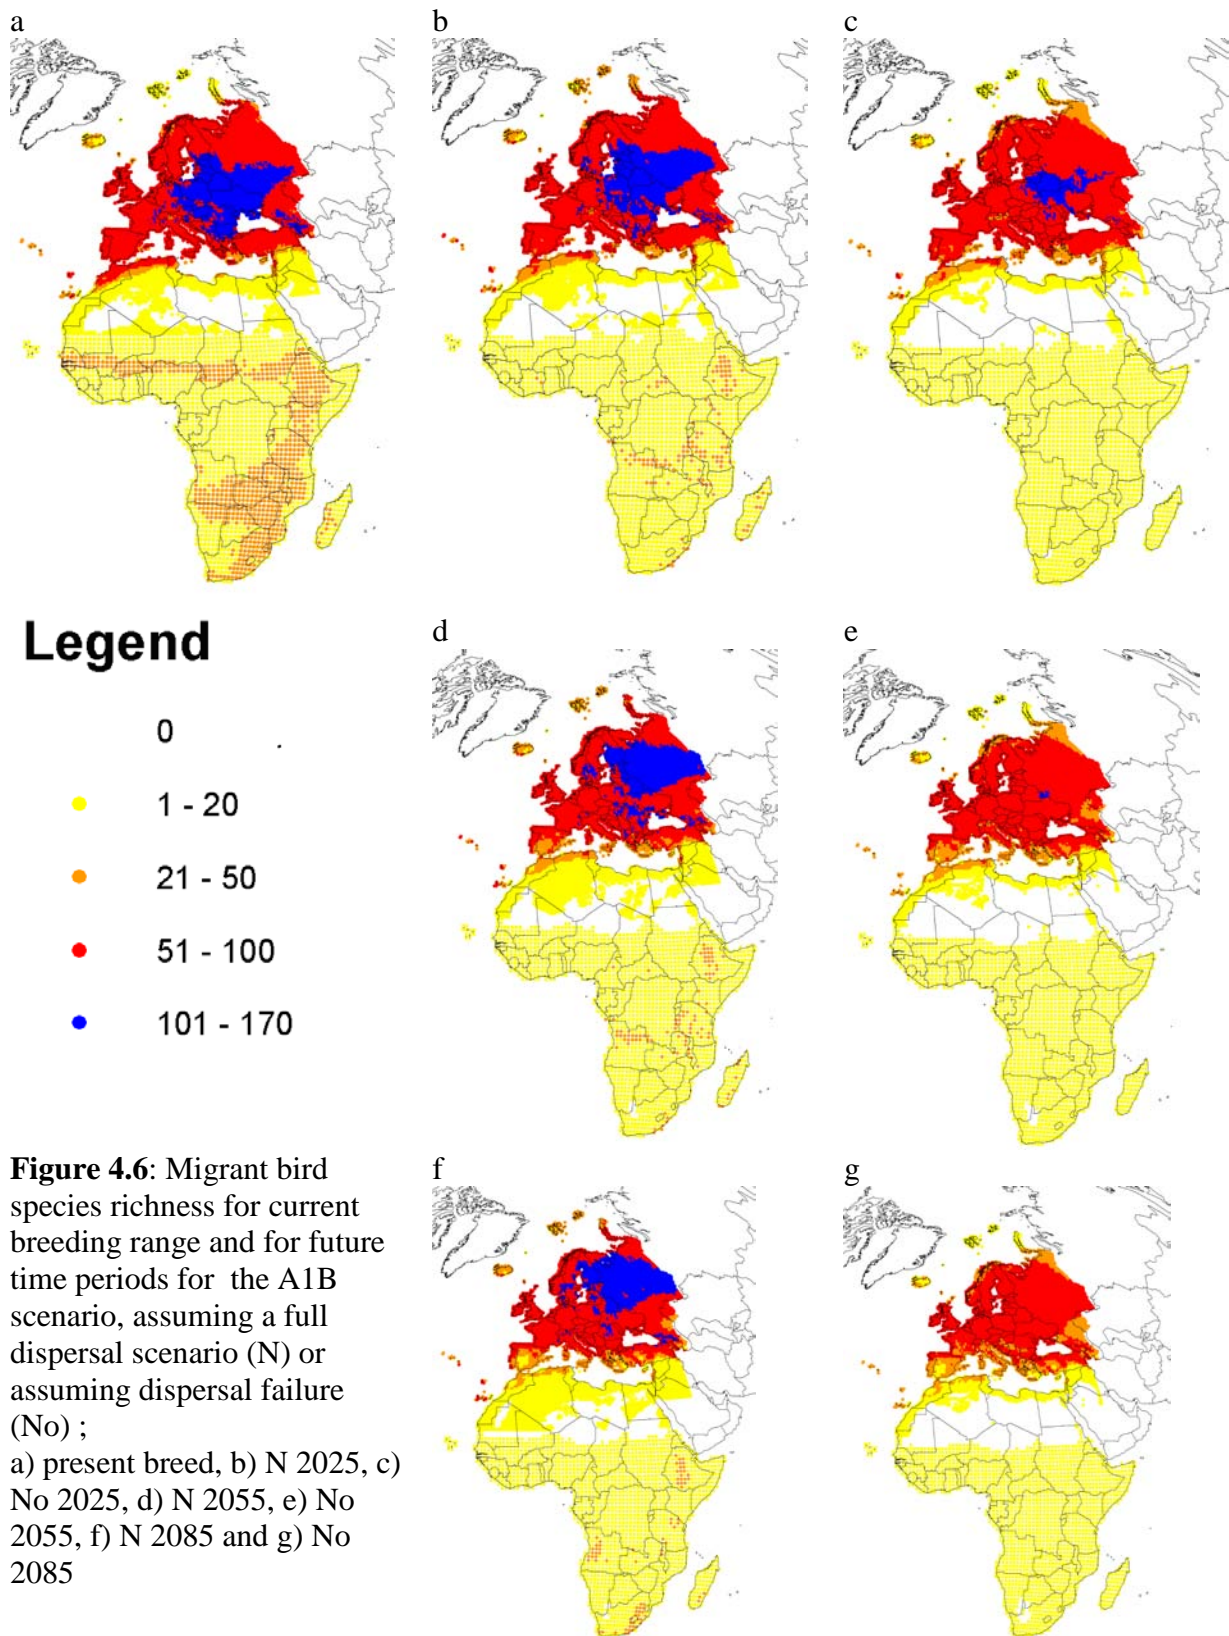 a
b
c
Legend
0
1 - 20
21 - 50
51 - 100
101 - 170
d
e
Figure 4.6: Migrant bird
species richness for current
breeding range and for future
time periods for the A1B
scenario, assuming a full
dispersal scenario (N) or
assuming dispersal failure
(No) ;
a) present breed, b) N 2025, c)
No 2025, d) N 2055, e) No
2055, f) N 2085 and g) No
2085
f
g